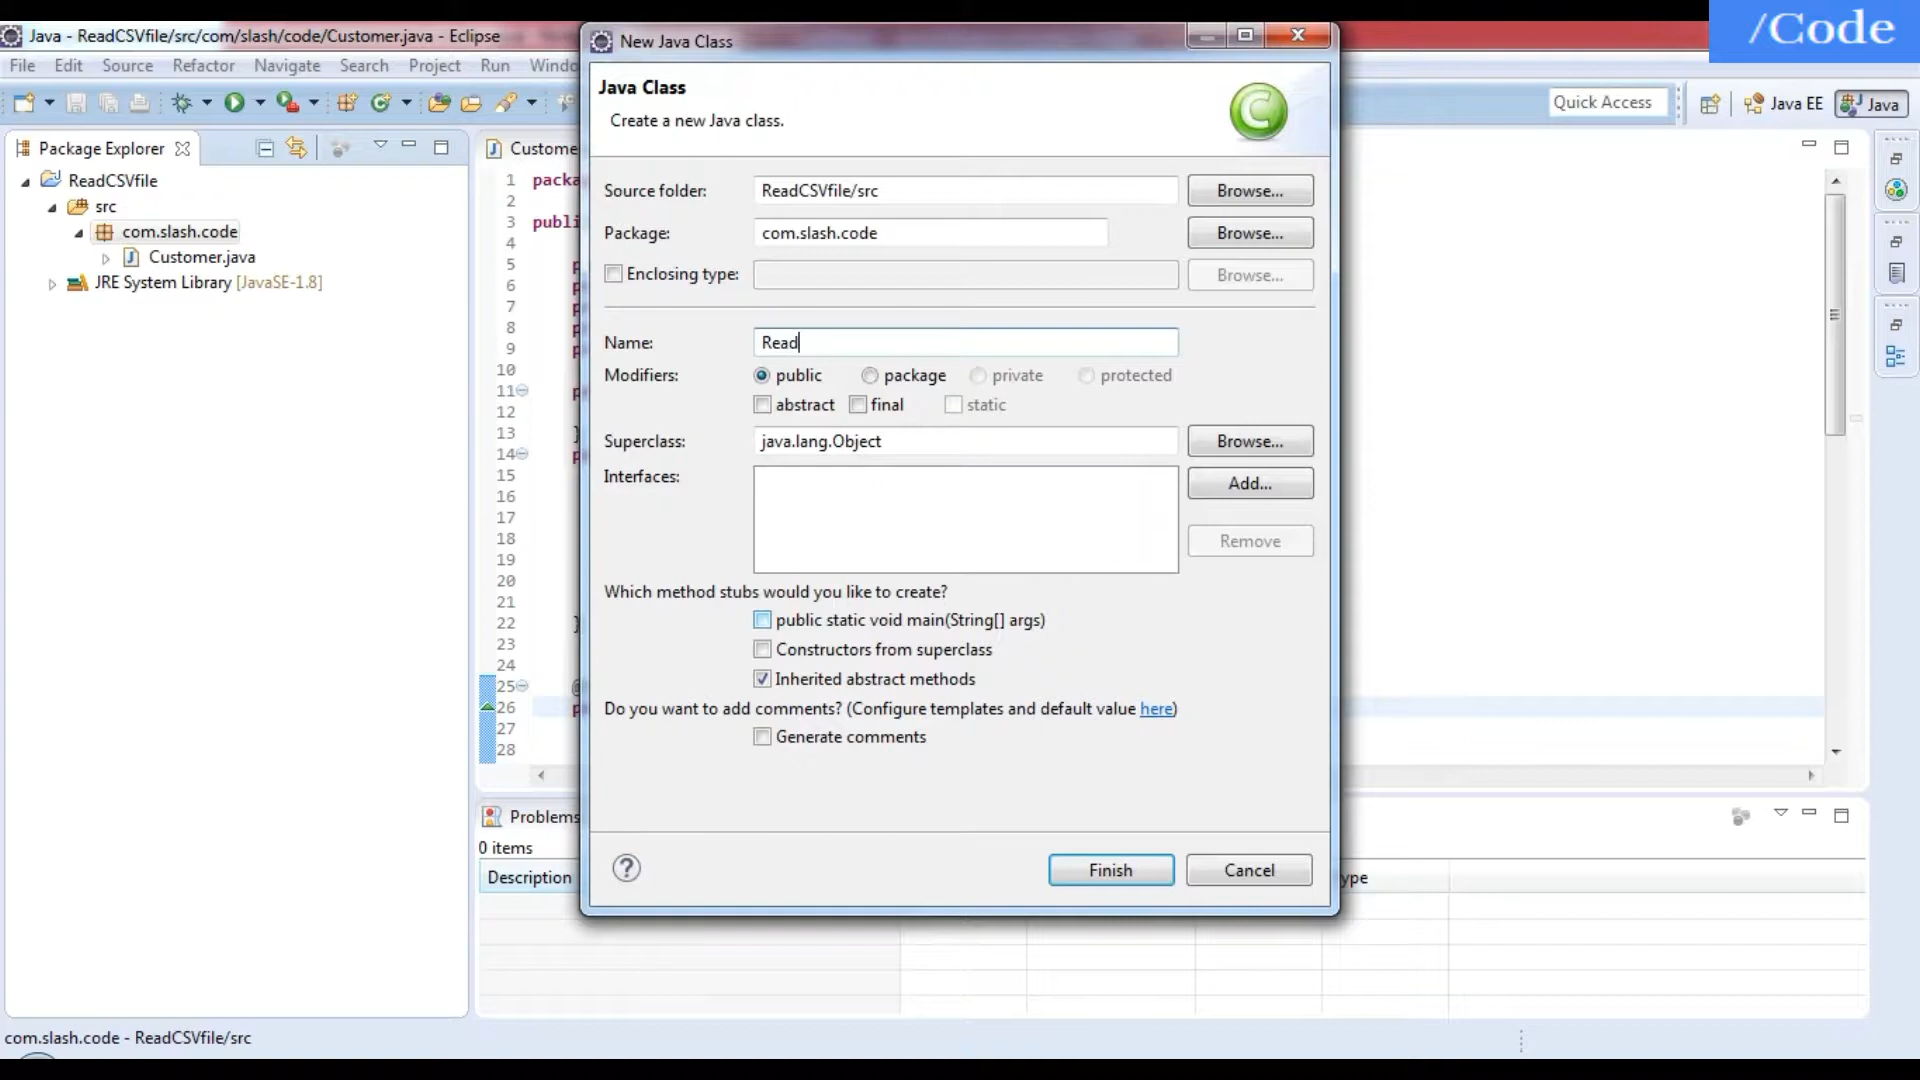 /Code
Java - ReadCSVfile/src/com/slash/code/Customer.java - Eclipse
New Java Class
File Edit Source Refactor Navigate Search Project Run Windo
Quick Access
Java EE
Java
Package Explorer
ReadCSVfile
src
com.slash.code
Customer.java
JRE System Library [JavaSE-1.8]
Custome
1 packa
2
3 publi
4
5 p
6 p
7 p
8 p
9 p
10
11 p
12
13 }
14 p
15
16
17
18
19
20
21
22 }
23
24
25 @
26 p
27
28
Java Class
Create a new Java class.
Source folder: ReadCSVfile/src Browse...
Package: com.slash.code Browse...
Enclosing type: Browse...
Name: Read
Modifiers: public package private protected
abstract final static
Superclass: java.lang.Object Browse...
Interfaces: Add...
Remove
Which method stubs would you like to create?
public static void main(String[] args)
Constructors from superclass
Inherited abstract methods
Do you want to add comments? (Configure templates and default value here)
Generate comments
Finish Cancel
Problems
0 items
Description ype
com.slash.code - ReadCSVfile/src